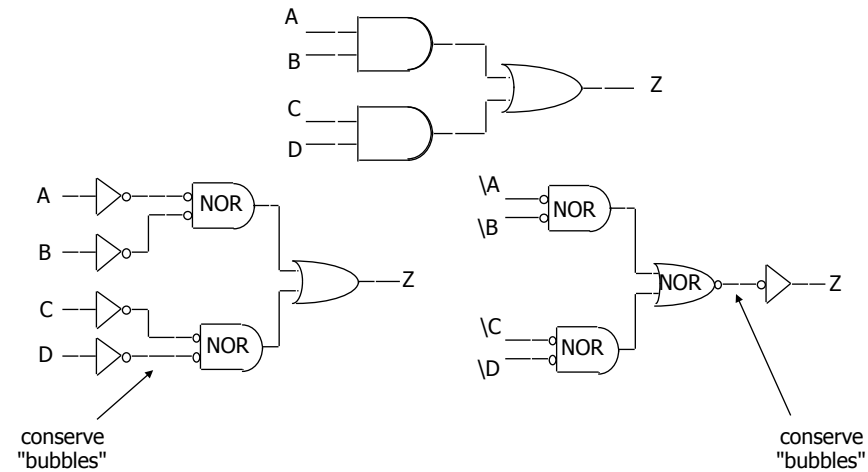 A
B
C
D
Z
A
B
C
D
NOR
NOR
Z
\A
\B
\C
\D
NOR
NOR
NOR
Z
conserve
"bubbles"
conserve
"bubbles"